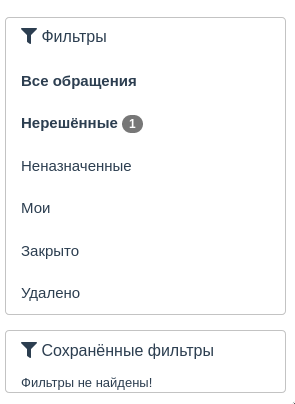 Фильтры
Все обращения
Нерешённые 1
Неназначенные
Мои
Закрыто
Удалено
Сохранённые фильтры
Фильтры не найдены!